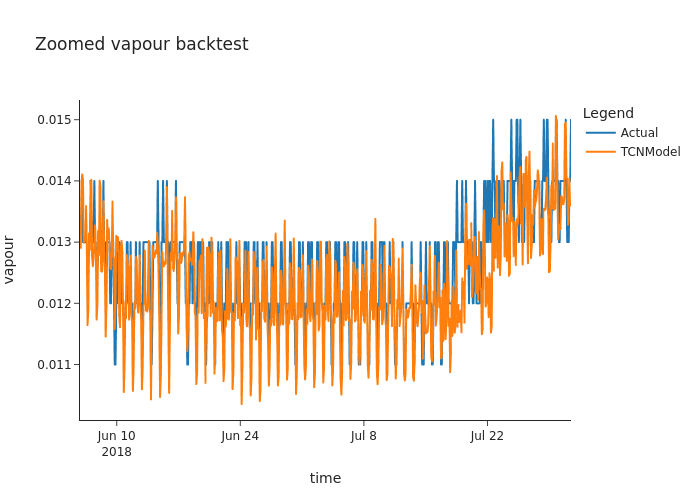 Zoomed vapour backtest
Legend
Actual
TCNModel
vapour
0.015
0.014
0.013
0.012
0.011
Jun 10
2018
Jun 24
Jul 8
Jul 22
time